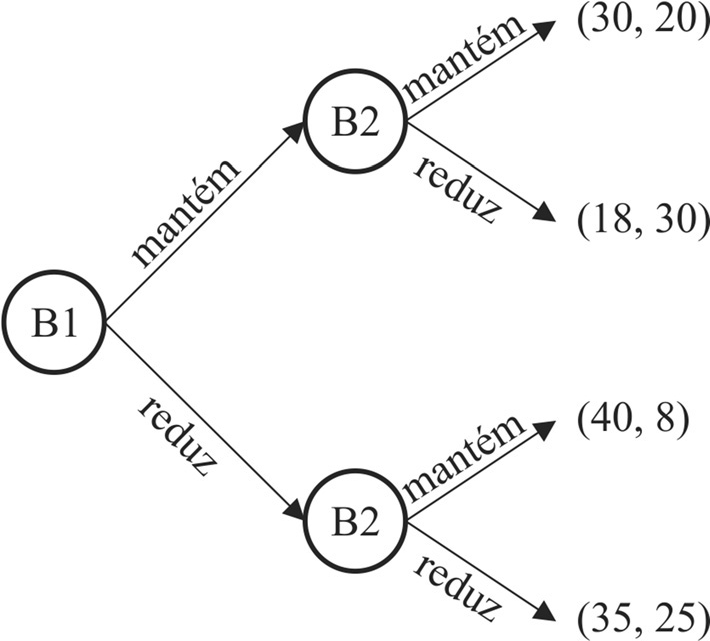 mantém
(30, 20)
B2
reduz
(18, 30)
mantém
B1
reduz
mantém
(40, 8)
B2
reduz
(35, 25)